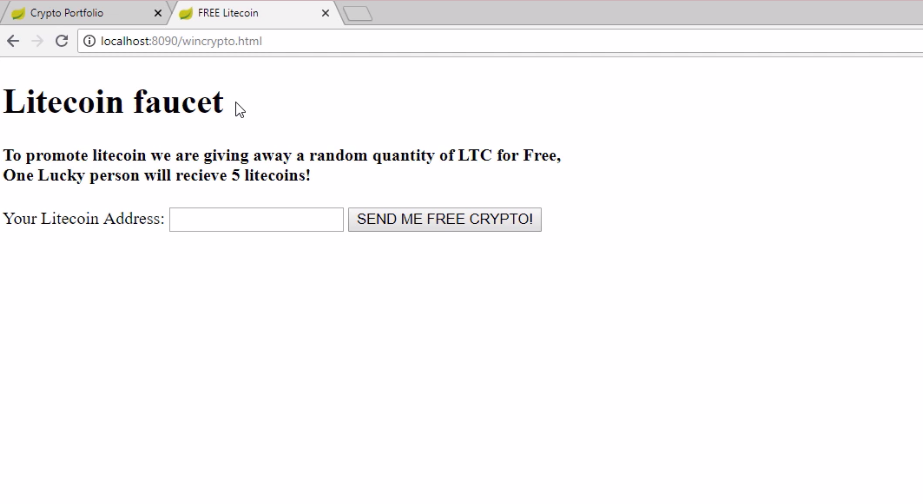 Crypto Portfolio
FREE Litecoin
localhost:8090/wincrypto.html
Litecoin faucet
To promote litecoin we are giving away a random quantity of LTC for Free,
One Lucky person will recieve 5 litecoins!
Your Litecoin Address: SEND ME FREE CRYPTO!